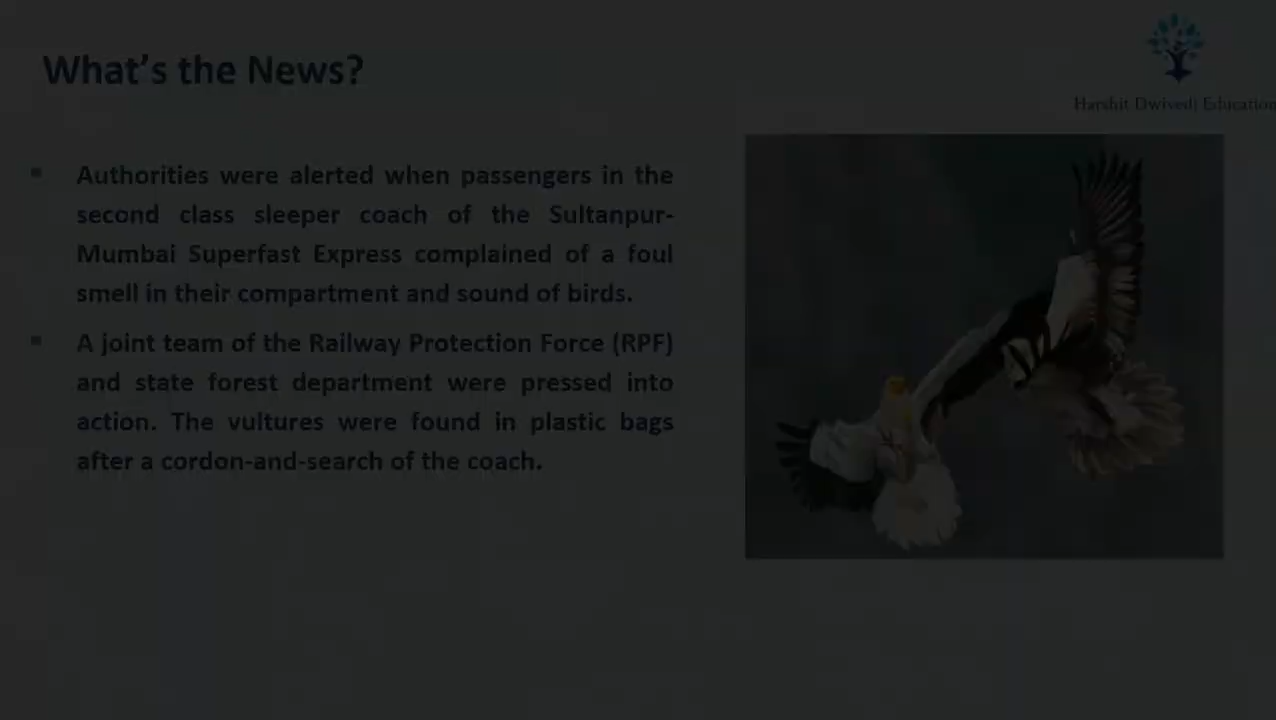 What's the News?
Harshit Dwivedi Education
▪ Authorities were alerted when passengers in the
second class sleeper coach of the Sultanpur-
Mumbai Superfast Express complained of a foul
smell in their compartment and sound of birds.
▪ A joint team of the Railway Protection Force (RPF)
and state forest department were pressed into
action. The vultures were found in plastic bags
after a cordon-and-search of the coach.